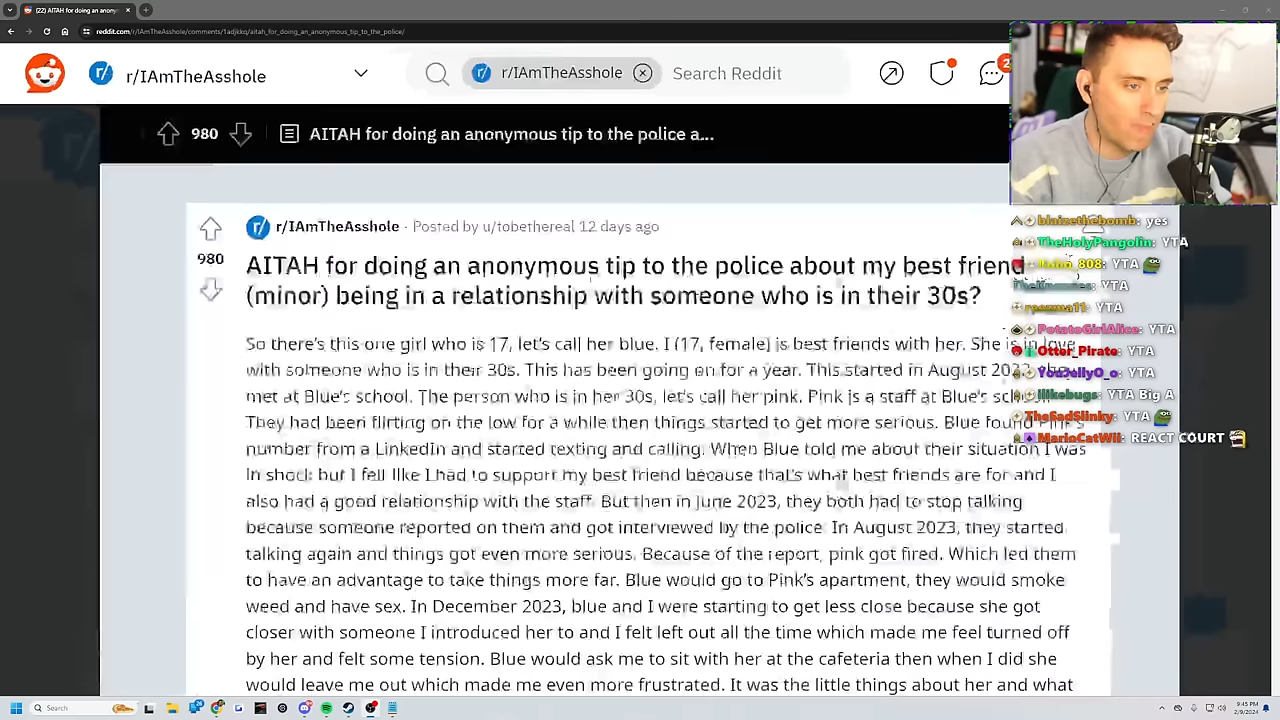 (22) AITAH for doing an anonym
reddit.com/r/IAmTheAsshole/comments/1adjkkq/aitah_for_doing_an_anonymous_tip_to_the_police/
r/IAmTheAsshole
r/IAmTheAsshole
Search Reddit
2
980
AITAH for doing an anonymous tip to the police a...
r/IAmTheAsshole · Posted by u/tobethereal 12 days ago
980
AITAH for doing an anonymous tip to the police about my best friend
(minor) being in a relationship with someone who is in their 30s?
So there's this one girl who is 17, let's call her blue. I (17, female) is best friends with her. She is in love
with someone who is in their 30s. This has been going on for a year. This started in August 2022
met at Blue's school. The person who is in her 30s, let's call her pink. Pink is a staff at Blue's
They had been flirting on the low for a while then things started to get more serious. Blue found Pink's
number from a LinkedIn and started texting and calling. When Blue told me about their situation I was
in shock but I fell like I had to support my best friend because that's what best friends are for and I
also had a good relationship with the staff. But then in June 2023, they both had to stop talking
because someone reported on them and got interviewed by the police In August 2023, they started
talking again and things got even more serious. Because of the report, pink got fired. Which led them
to have an advantage to take things more far. Blue would go to Pink's apartment, they would smoke
weed and have sex. In December 2023, blue and I were starting to get less close because she got
closer with someone I introduced her to and I felt left out all the time which made me feel turned off
by her and felt some tension. Blue would ask me to sit with her at the cafeteria then when I did she
would leave me out which made me even more frustrated. It was the little things about her and what
blaizethebomb: yes
TheHolyPangolin: YTA
YTA
YTA
YTA
PotatoGirlAlice: YTA
Otter_Pirate: YTA
YouJellyO_o: YTA
iiiikebugs: YTA Big A
TheSadSlinky: YTA
MarioCatWii: REACT COURT
Search
9:45 PM
2/9/2024